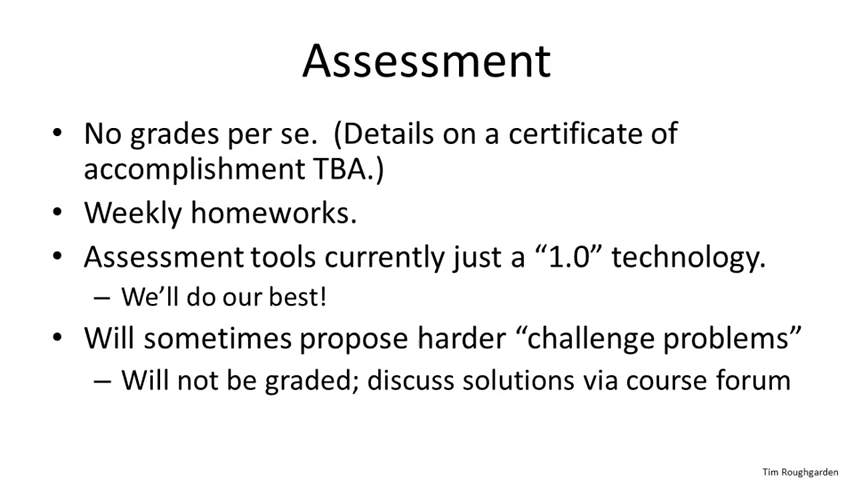 Assessment
• No grades per se.  (Details on a certificate of
accomplishment TBA.)
• Weekly homeworks.
• Assessment tools currently just a “1.0” technology.
– We’ll do our best!
• Will sometimes propose harder “challenge problems”
– Will not be graded; discuss solutions via course forum
Tim Roughgarden